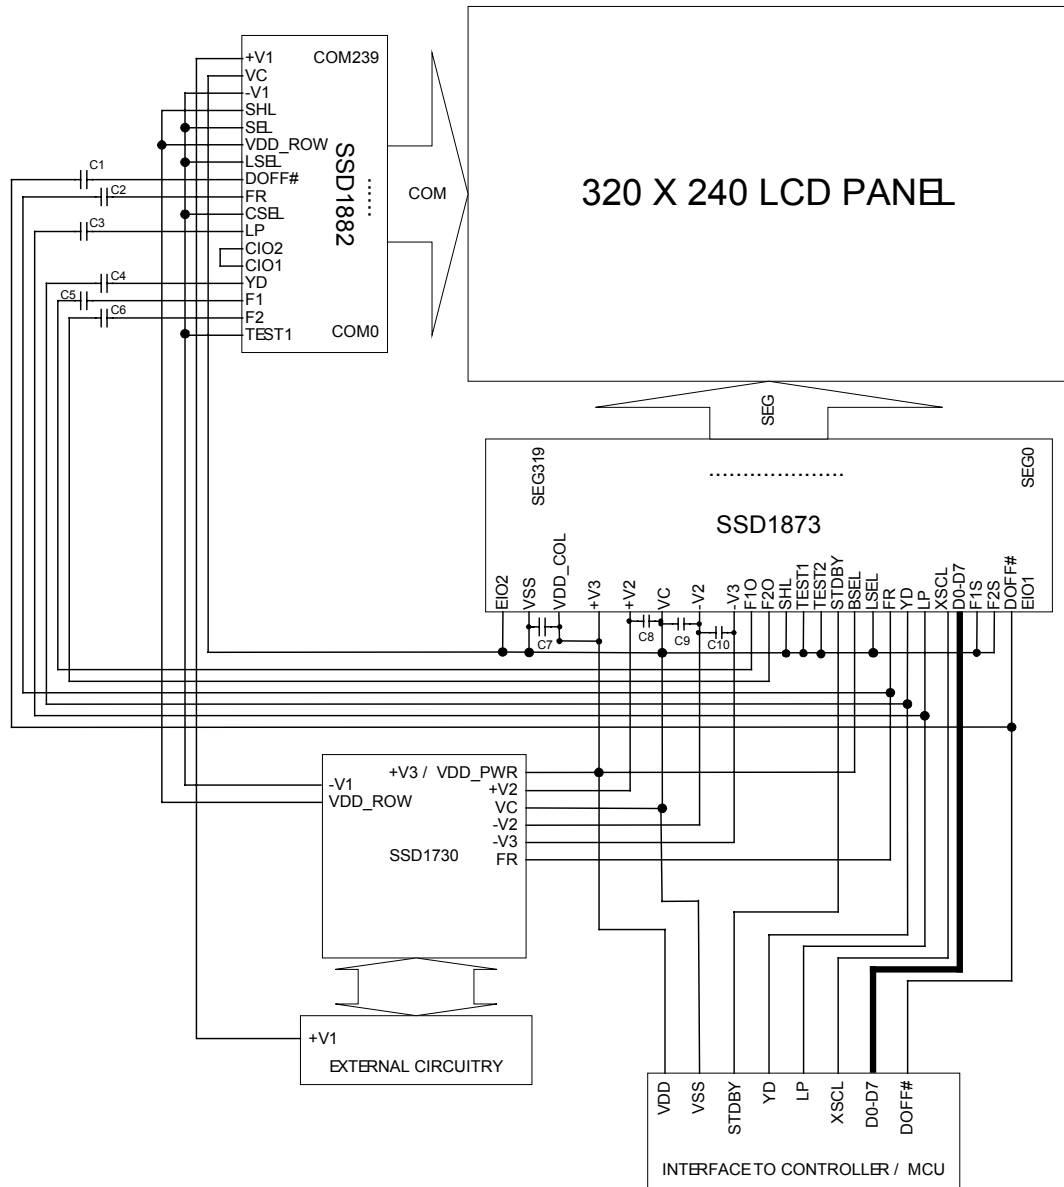 +V1
VC
-V1
SHL
SEL
VDD_ROW
LSEL
DOFF#
FR
CSEL
LP
CIO2
CIO1
YD
F1
F2
TEST1
COM239
SSD1882
......
COM0
C1
C2
C3
C4
C5
C6
COM
320 X 240 LCD PANEL
SEG
SEG319
....................
SEG0
SSD1873
EIO2
VSS
VDD_COL
+V3
+V2
VC
-V2
-V3
F1O
F2O
SHL
TEST1
TEST2
STDBY
BSEL
LSEL
FR
YD
LP
XSCL
D0-D7
F1S
F2S
DOFF#
EIO1
C7
C8
C9
C10
-V1
VDD_ROW
+V3 / VDD_PWR
+V2
VC
-V2
-V3
FR
SSD1730
+V1
EXTERNAL CIRCUITRY
VDD
VSS
STDBY
YD
LP
XSCL
D0-D7
DOFF#
INTERFACE TO CONTROLLER / MCU